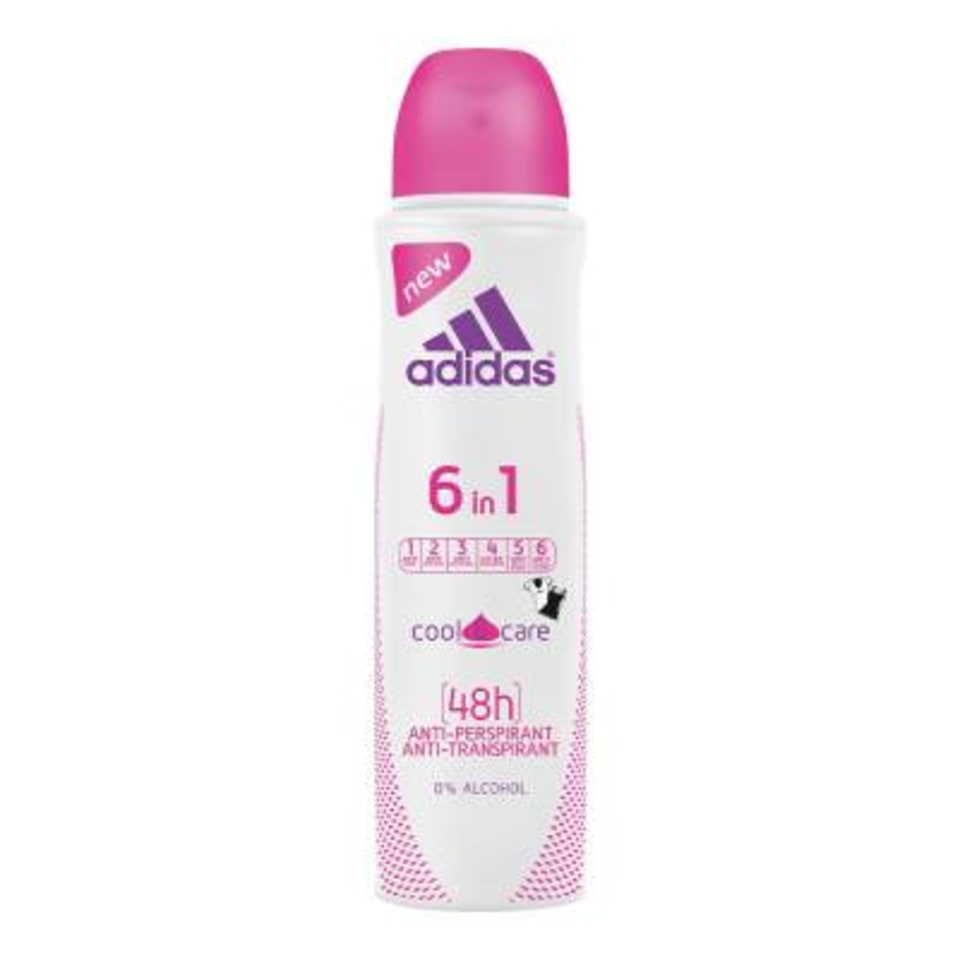 new
adidas®
6 in 1
1 2 3 4 5 6
cool & care
[48h]
ANTI-PERSPIRANT
ANTI-TRANSPIRANT
0% ALCOHOL